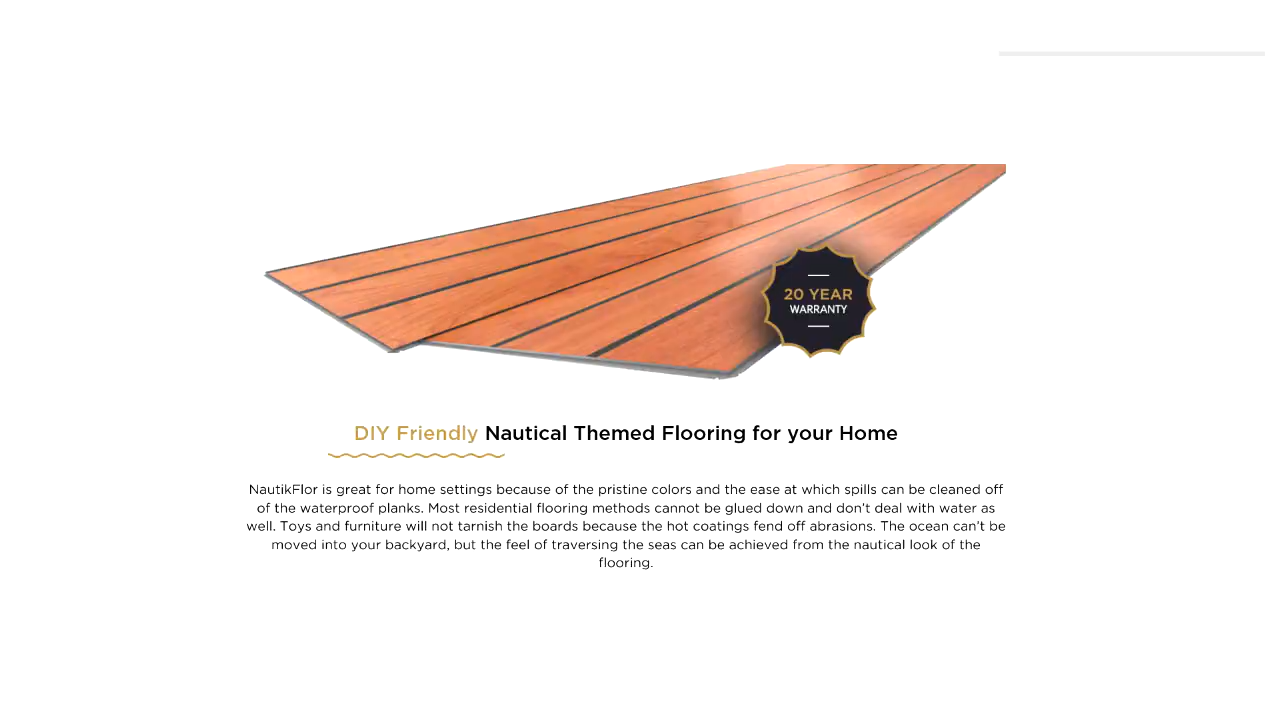 20 YEAR
WARRANTY
DIY Friendly Nautical Themed Flooring for your Home
NautikFlor is great for home settings because of the pristine colors and the ease at which spills can be cleaned off
of the waterproof planks. Most residential flooring methods cannot be glued down and don’t deal with water as
well. Toys and furniture will not tarnish the boards because the hot coatings fend off abrasions. The ocean can’t be
moved into your backyard, but the feel of traversing the seas can be achieved from the nautical look of the
flooring.